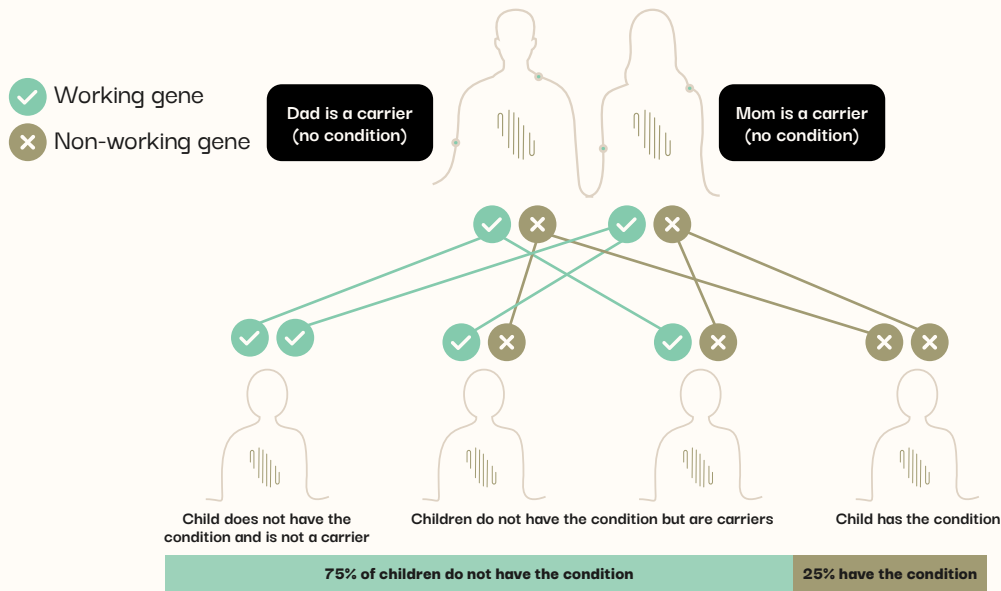 Working gene
Non-working gene
Dad is a carrier
(no condition)
Mom is a carrier
(no condition)
Child does not have the
condition and is not a carrier
Children do not have the condition but are carriers
Child has the condition
75% of children do not have the condition
25% have the condition